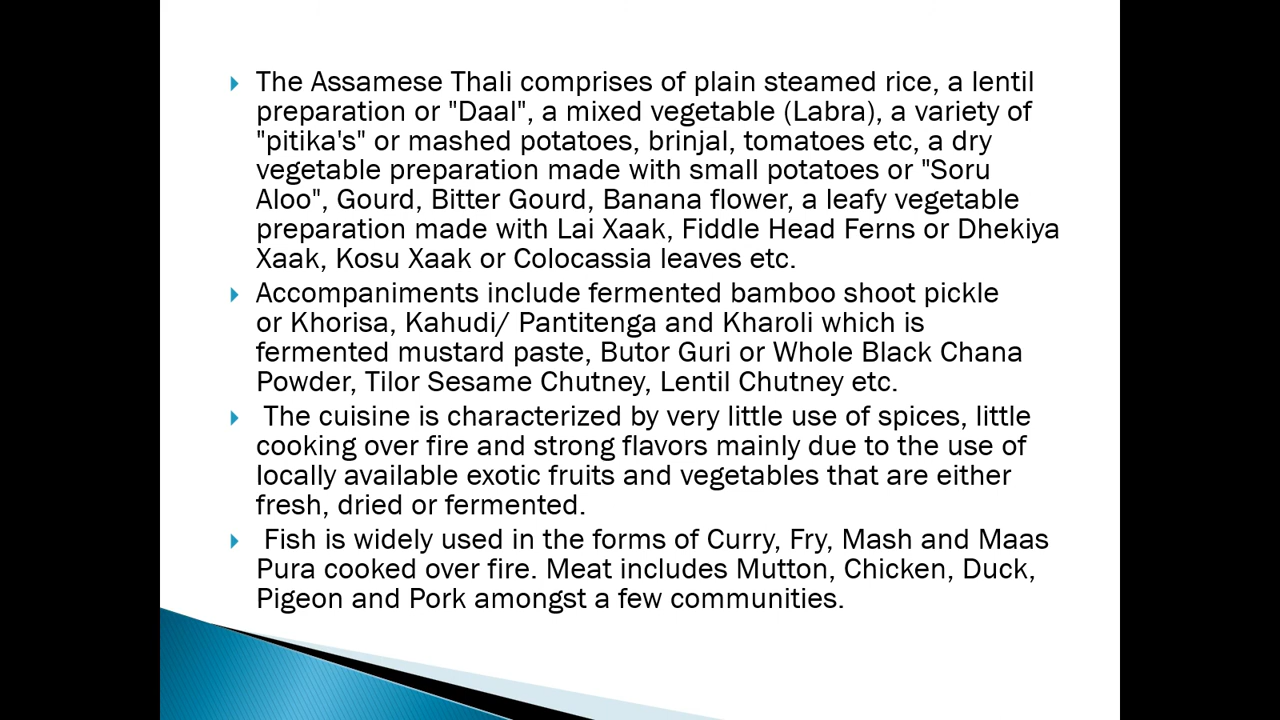 The Assamese Thali comprises of plain steamed rice, a lentil
preparation or "Daal", a mixed vegetable (Labra), a variety of
"pitika's" or mashed potatoes, brinjal, tomatoes etc, a dry
vegetable preparation made with small potatoes or "Soru
Aloo", Gourd, Bitter Gourd, Banana flower, a leafy vegetable
preparation made with Lai Xaak, Fiddle Head Ferns or Dhekiya
Xaak, Kosu Xaak or Colocassia leaves etc.
Accompaniments include fermented bamboo shoot pickle
or Khorisa, Kahudi/ Pantitenga and Kharoli which is
fermented mustard paste, Butor Guri or Whole Black Chana
Powder, Tilor Sesame Chutney, Lentil Chutney etc.
The cuisine is characterized by very little use of spices, little
cooking over fire and strong flavors mainly due to the use of
locally available exotic fruits and vegetables that are either
fresh, dried or fermented.
Fish is widely used in the forms of Curry, Fry, Mash and Maas
Pura cooked over fire. Meat includes Mutton, Chicken, Duck,
Pigeon and Pork amongst a few communities.